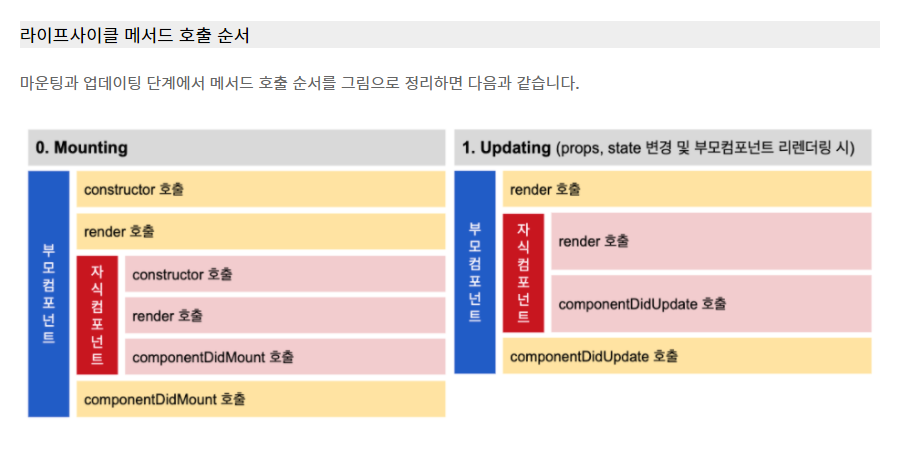 라이프사이클 메서드 호출 순서
마운팅과 업데이팅 단계에서 메서드 호출 순서를 그림으로 정리하면 다음과 같습니다.
0. Mounting
부모컴포넌트
constructor 호출
render 호출
자식컴포넌트
constructor 호출
render 호출
componentDidMount 호출
componentDidMount 호출
1. Updating (props, state 변경 및 부모컴포넌트 리렌더링 시)
부모컴포넌트
render 호출
자식컴포넌트
render 호출
componentDidUpdate 호출
componentDidUpdate 호출